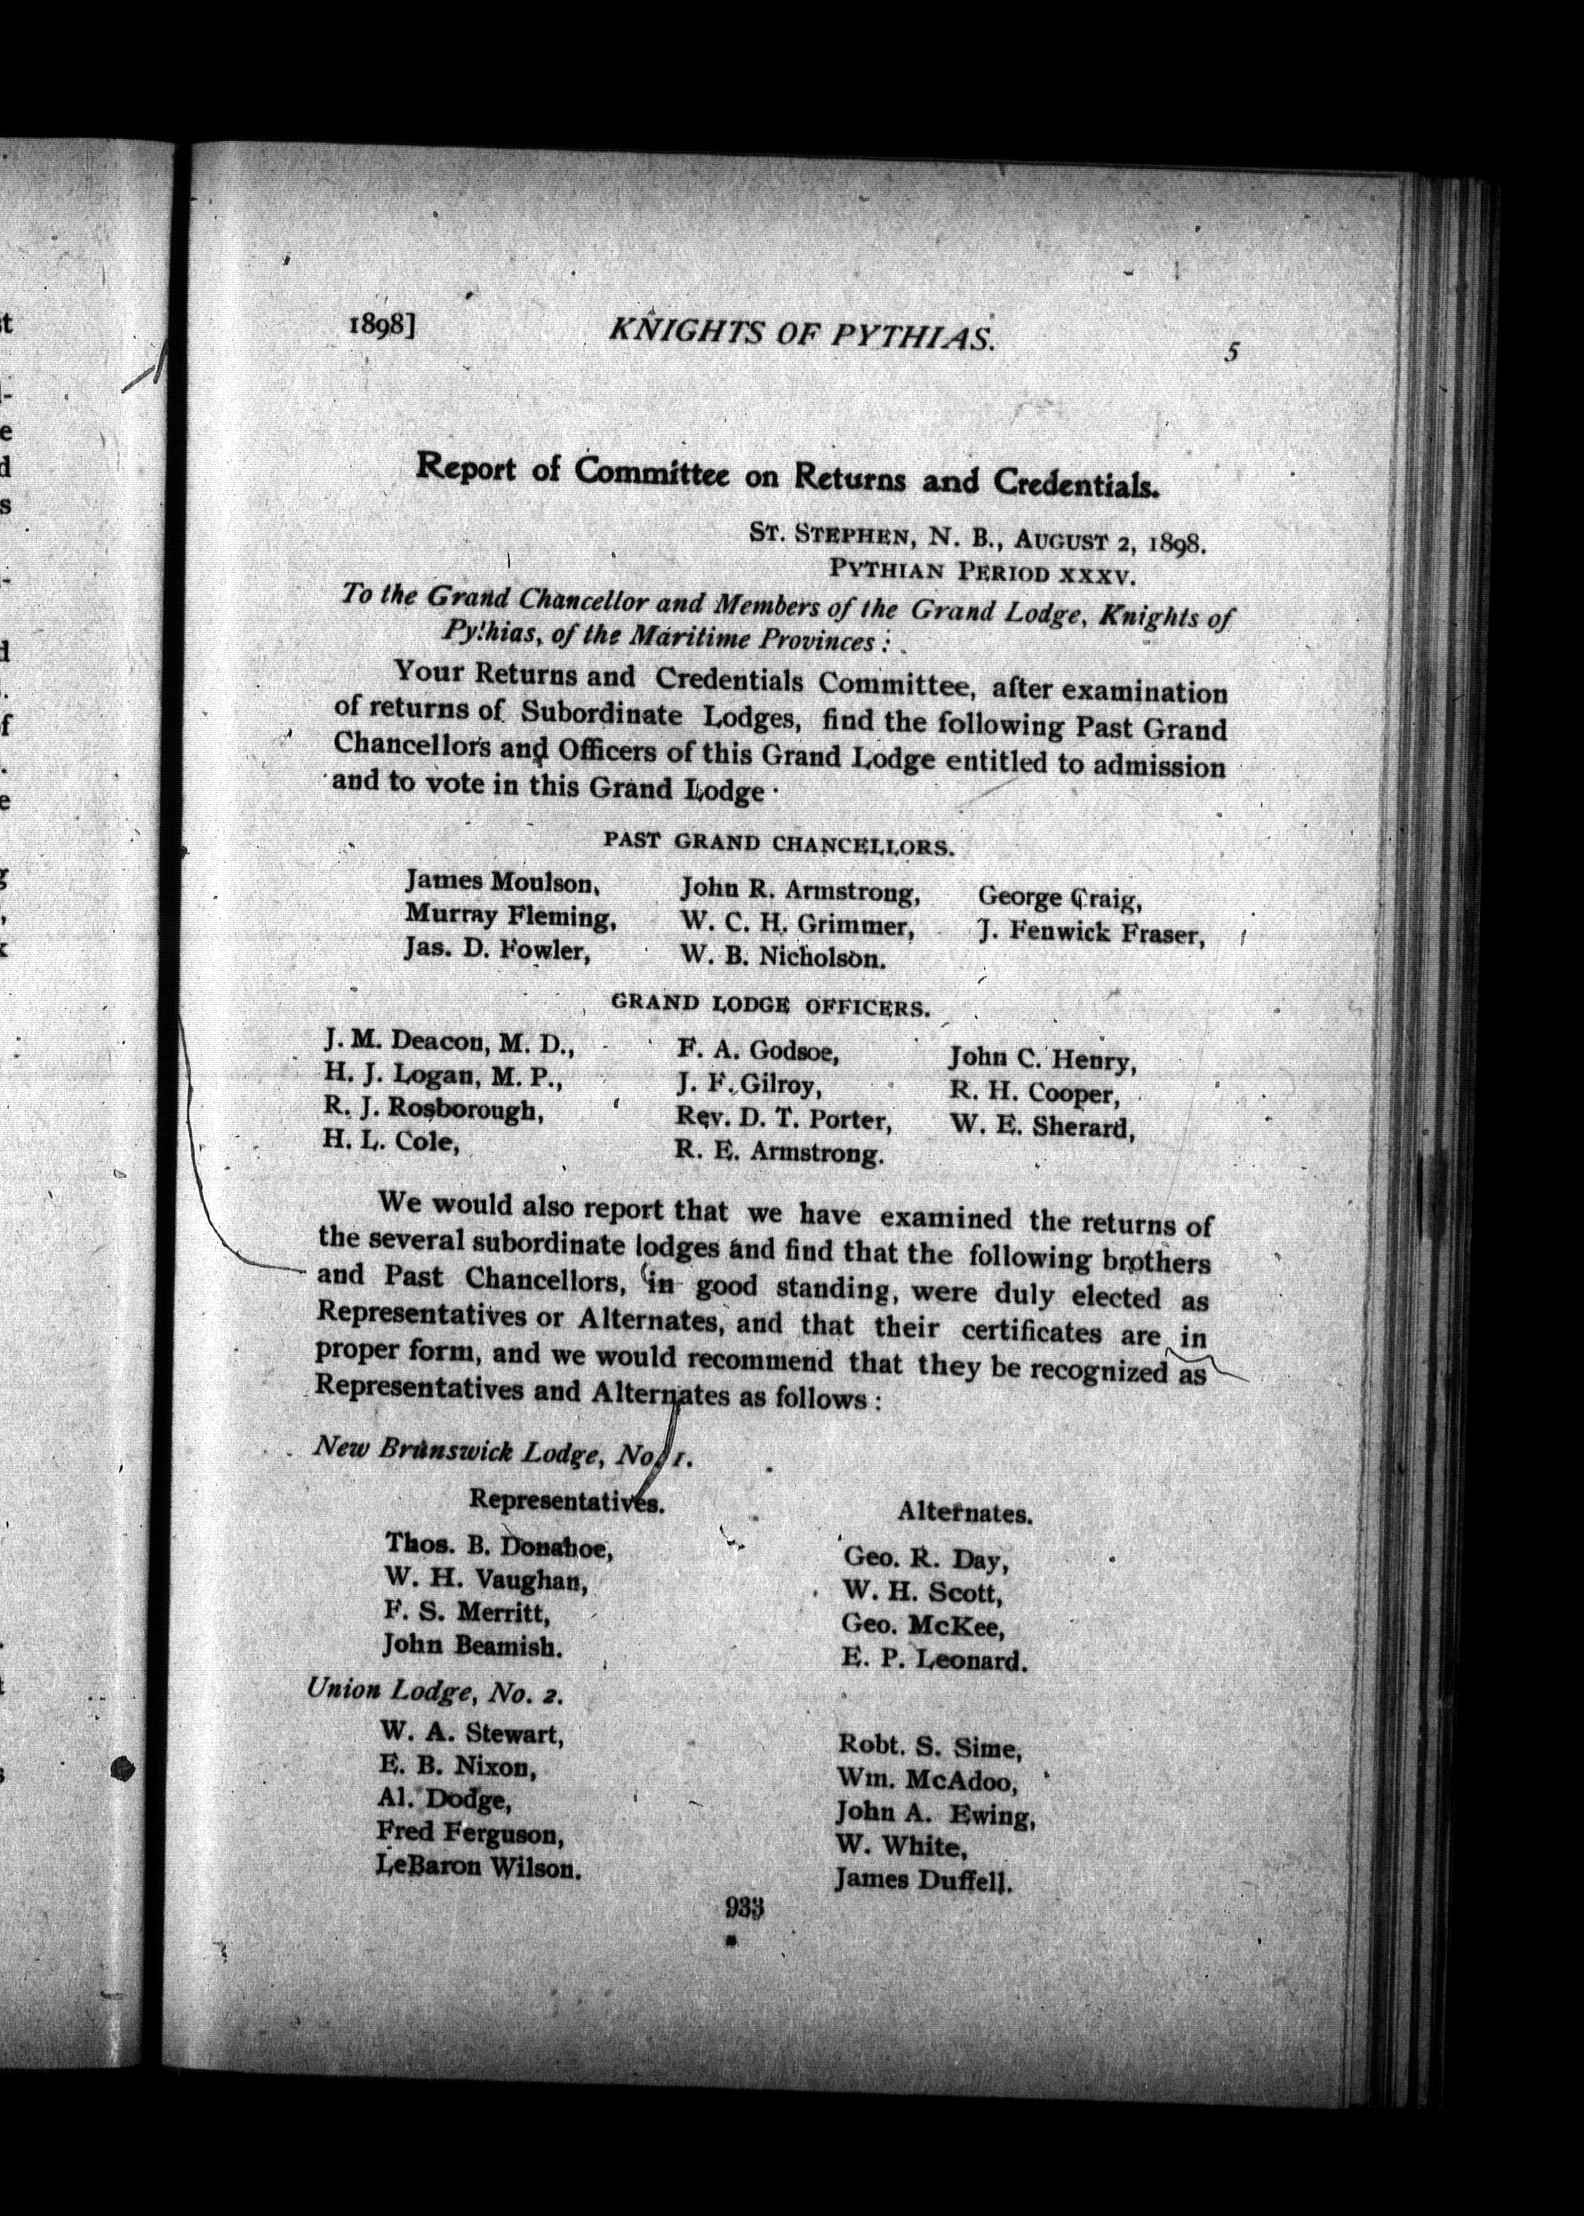 1898] KNIGHTS OF PYTHIAS. 5
Report of Committee on Returns and Credentials.
ST. STEPHEN, N. B., AUGUST 2, 1898.
PYTHIAN PERIOD XXXV.
To the Grand Chancellor and Members of the Grand Lodge, Knights of
Pythias, of the Maritime Provinces :
Your Returns and Credentials Committee, after examination
of returns of Subordinate Lodges, find the following Past Grand
Chancellors and Officers of this Grand Lodge entitled to admission
and to vote in this Grand Lodge ·
PAST GRAND CHANCELLORS.
James Moulson, John R. Armstrong, George Craig,
Murray Fleming, W. C. H. Grimmer, J. Fenwick Fraser,
Jas. D. Fowler, W. B. Nicholson.
GRAND LODGE OFFICERS.
J. M. Deacon, M. D., F. A. Godsoe, John C. Henry,
H. J. Logan, M. P., J. F. Gilroy, R. H. Cooper,
R. J. Rosborough, Rev. D. T. Porter, W. E. Sherard,
H. L. Cole, R. E. Armstrong.
We would also report that we have examined the returns of
the several subordinate lodges and find that the following brothers
and Past Chancellors, in good standing, were duly elected as
Representatives or Alternates, and that their certificates are in
proper form, and we would recommend that they be recognized as
Representatives and Alternates as follows :
New Brunswick Lodge, No. 1.
Representatives. Alternates.
Thos. B. Donahoe, Geo. R. Day,
W. H. Vaughan, W. H. Scott,
F. S. Merritt, Geo. McKee,
John Beamish. E. P. Leonard.
Union Lodge, No. 2.
W. A. Stewart, Robt. S. Sime,
E. B. Nixon, Wm. McAdoo,
Al. Dodge, John A. Ewing,
Fred Ferguson, W. White,
LeBaron Wilson. James Duffell.
933